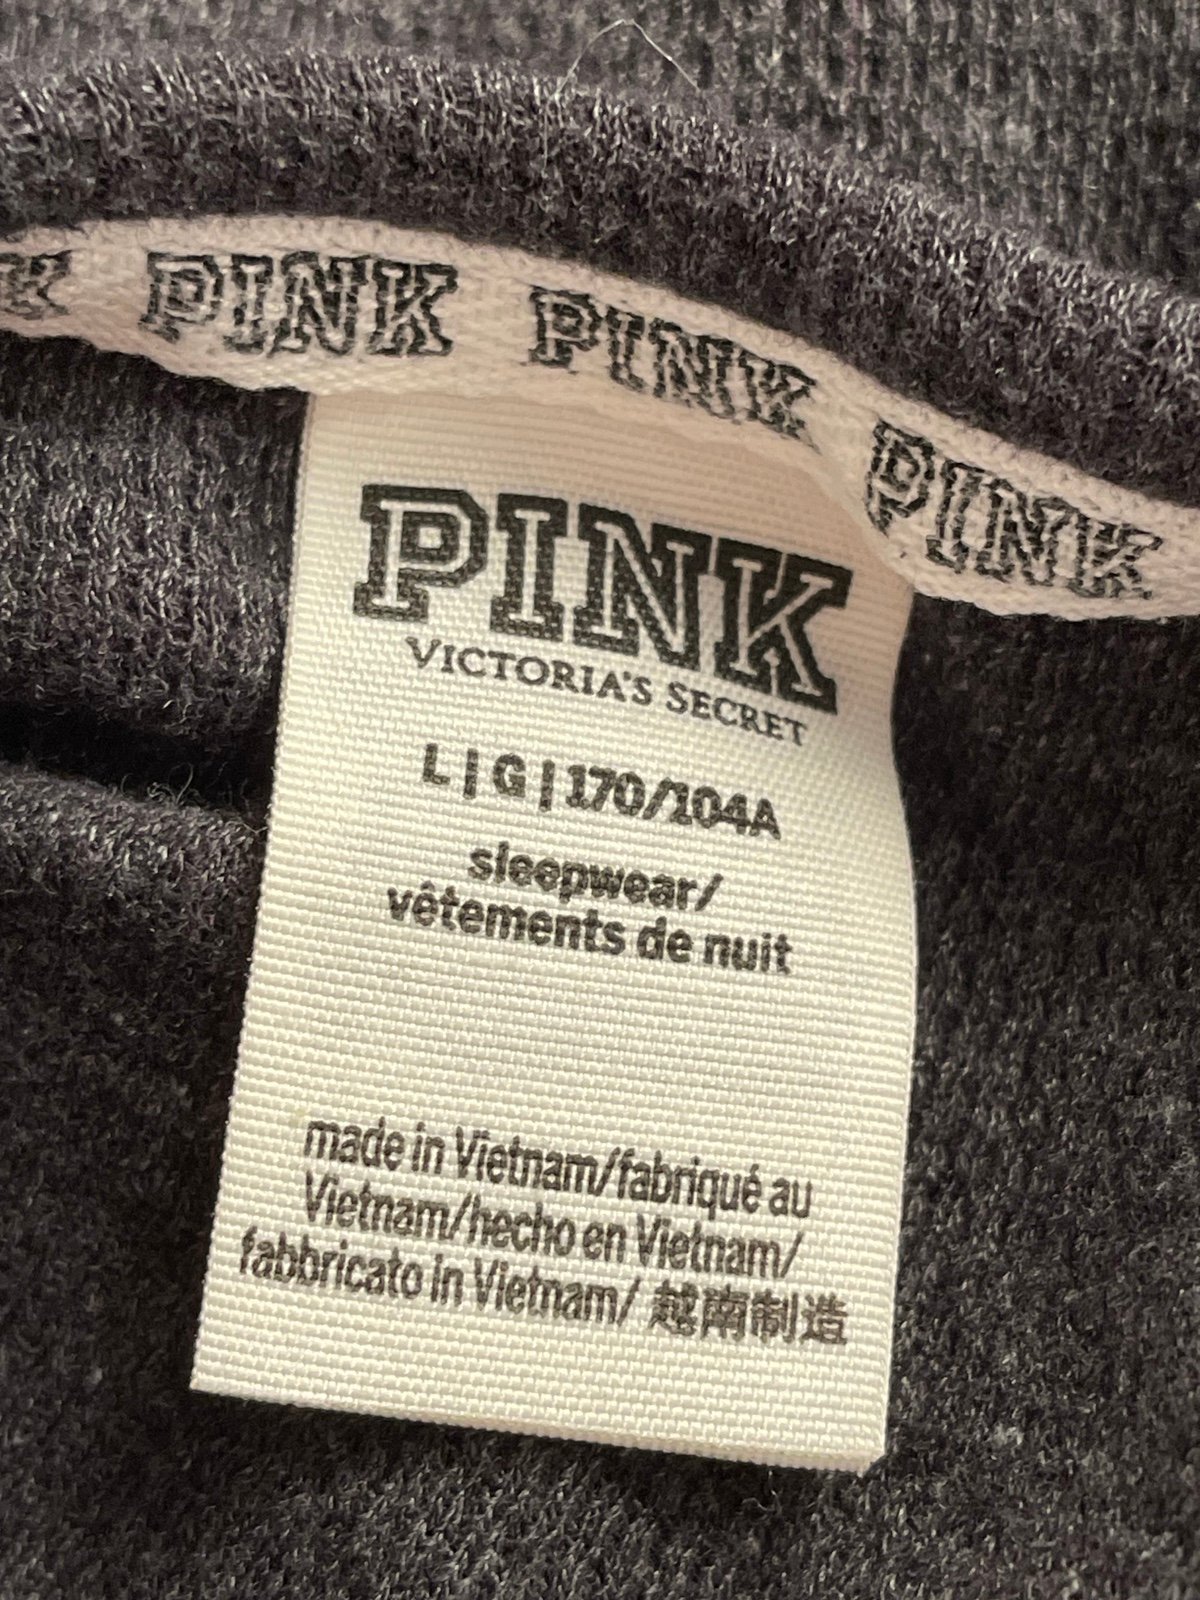 K PINK PINK PINK
PINK
VICTORIA'S SECRET
L | G | 170/104A
sleepwear/
vêtements de nuit
made in Vietnam/fabriqué au
Vietnam/hecho en Vietnam/
fabbricato in Vietnam/ 越南制造